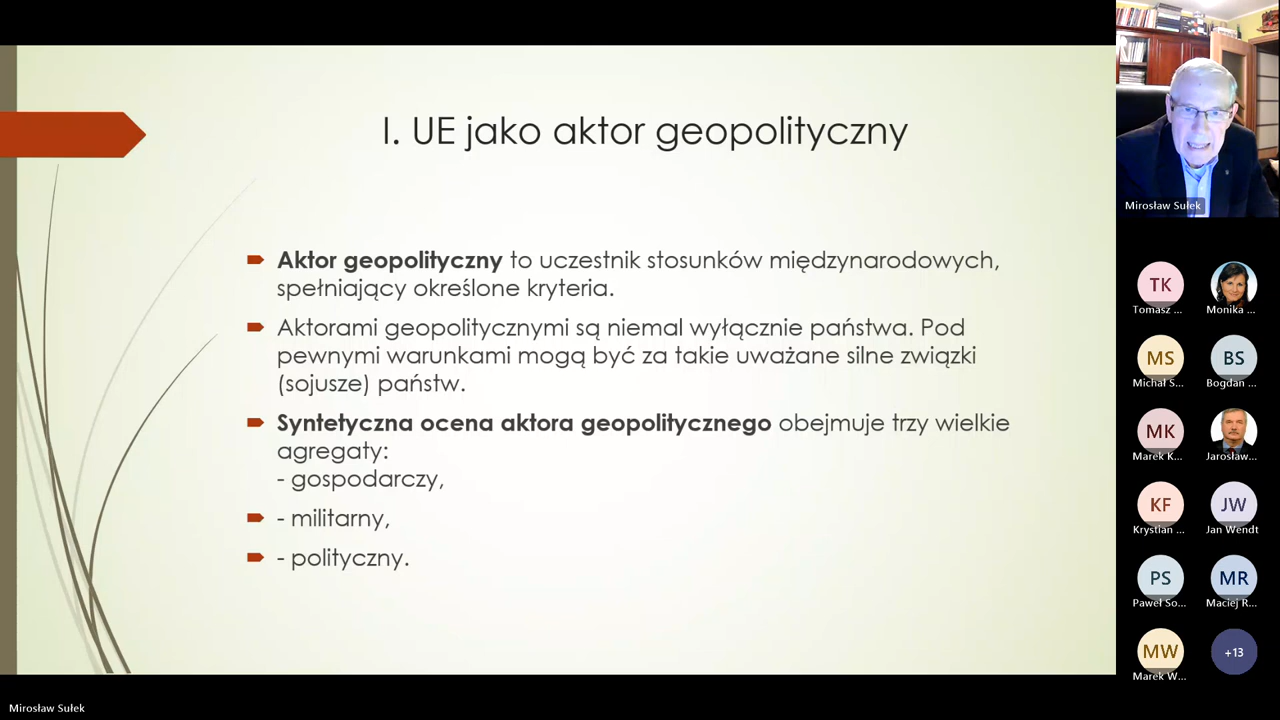 I. UE jako aktor geopolityczny
Aktor geopolityczny to uczestnik stosunków międzynarodowych,
spełniający określone kryteria.
Aktorami geopolitycznymi są niemal wyłącznie państwa. Pod
pewnymi warunkami mogą być za takie uważane silne związki
(sojusze) państw.
Syntetyczna ocena aktora geopolitycznego obejmuje trzy wielkie
agregaty:
- gospodarczy,
- militarny,
- polityczny.
Mirosław Sułek
TK
Tomasz ...
Monika ...
MS
Michał S...
BS
Bogdan ...
MK
Marek K...
Jarosław...
KF
Krystian ...
JW
Jan Wendt
PS
Paweł So...
MR
Maciej R...
MW
Marek W...
+13
Mirosław Sułek